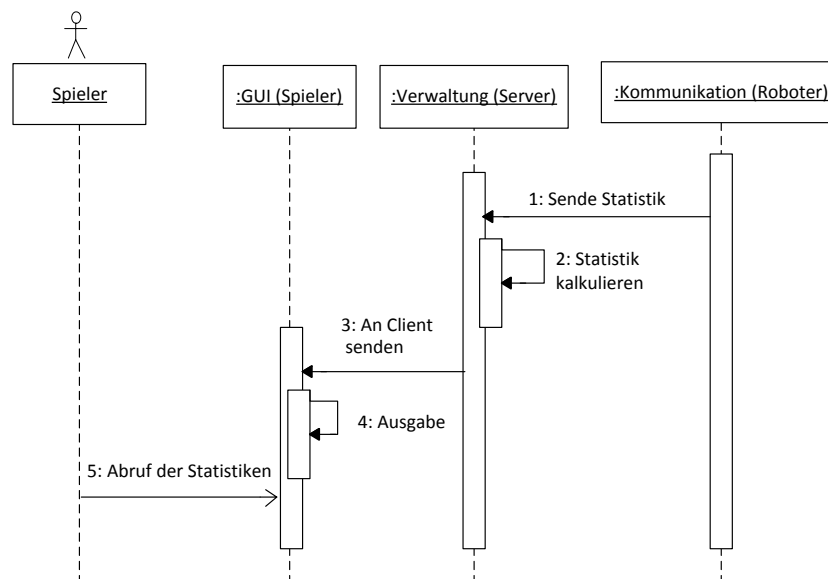 Spieler
:GUI (Spieler)
:Verwaltung (Server)
:Kommunikation (Roboter)
1: Sende Statistik
2: Statistik
kalkulieren
3: An Client
senden
4: Ausgabe
5: Abruf der Statistiken